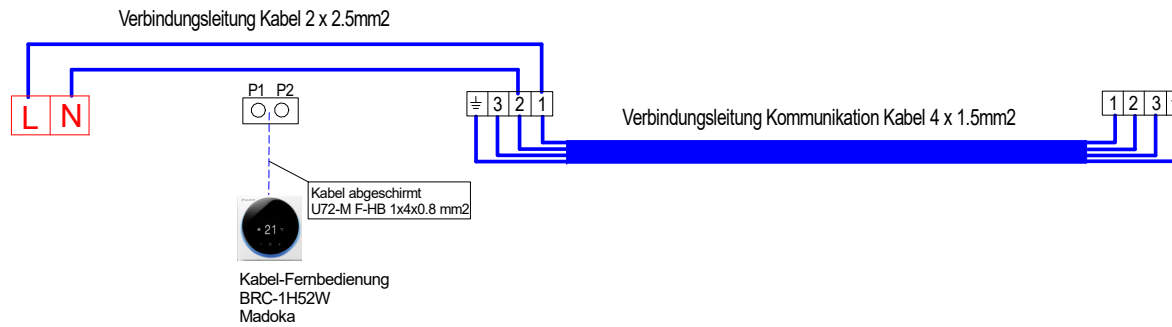 Verbindungsleitung Kabel 2 x 2.5mm2
L N
P1 P2
3 2 1
Verbindungsleitung Kommunikation Kabel 4 x 1.5mm2
1 2 3
Kabel abgeschirmt
U72-M F-HB 1x4x0.8 mm2
21
Kabel-Fernbedienung
BRC-1H52W
Madoka